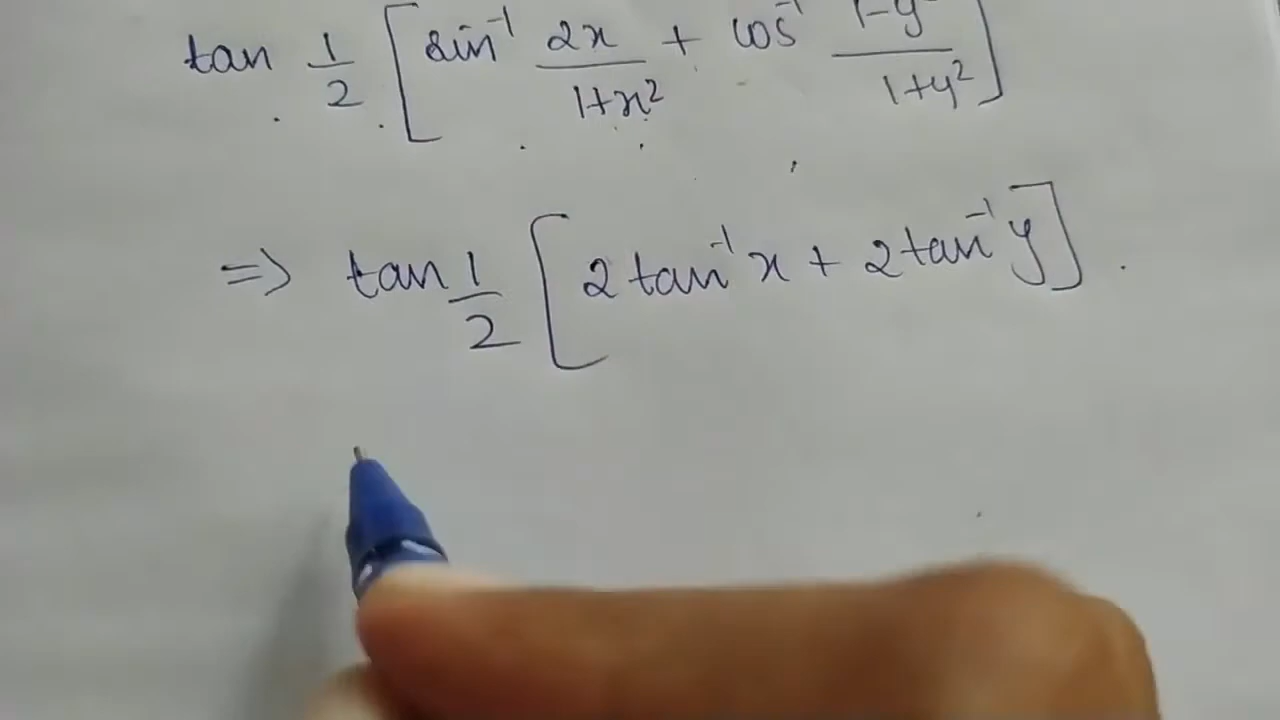 tan 1/2 [sin⁻¹ 2x/1+x² + cos⁻¹ 1-y/1+y²]
=> tan 1/2 [2tan⁻¹x + 2tan⁻¹y].